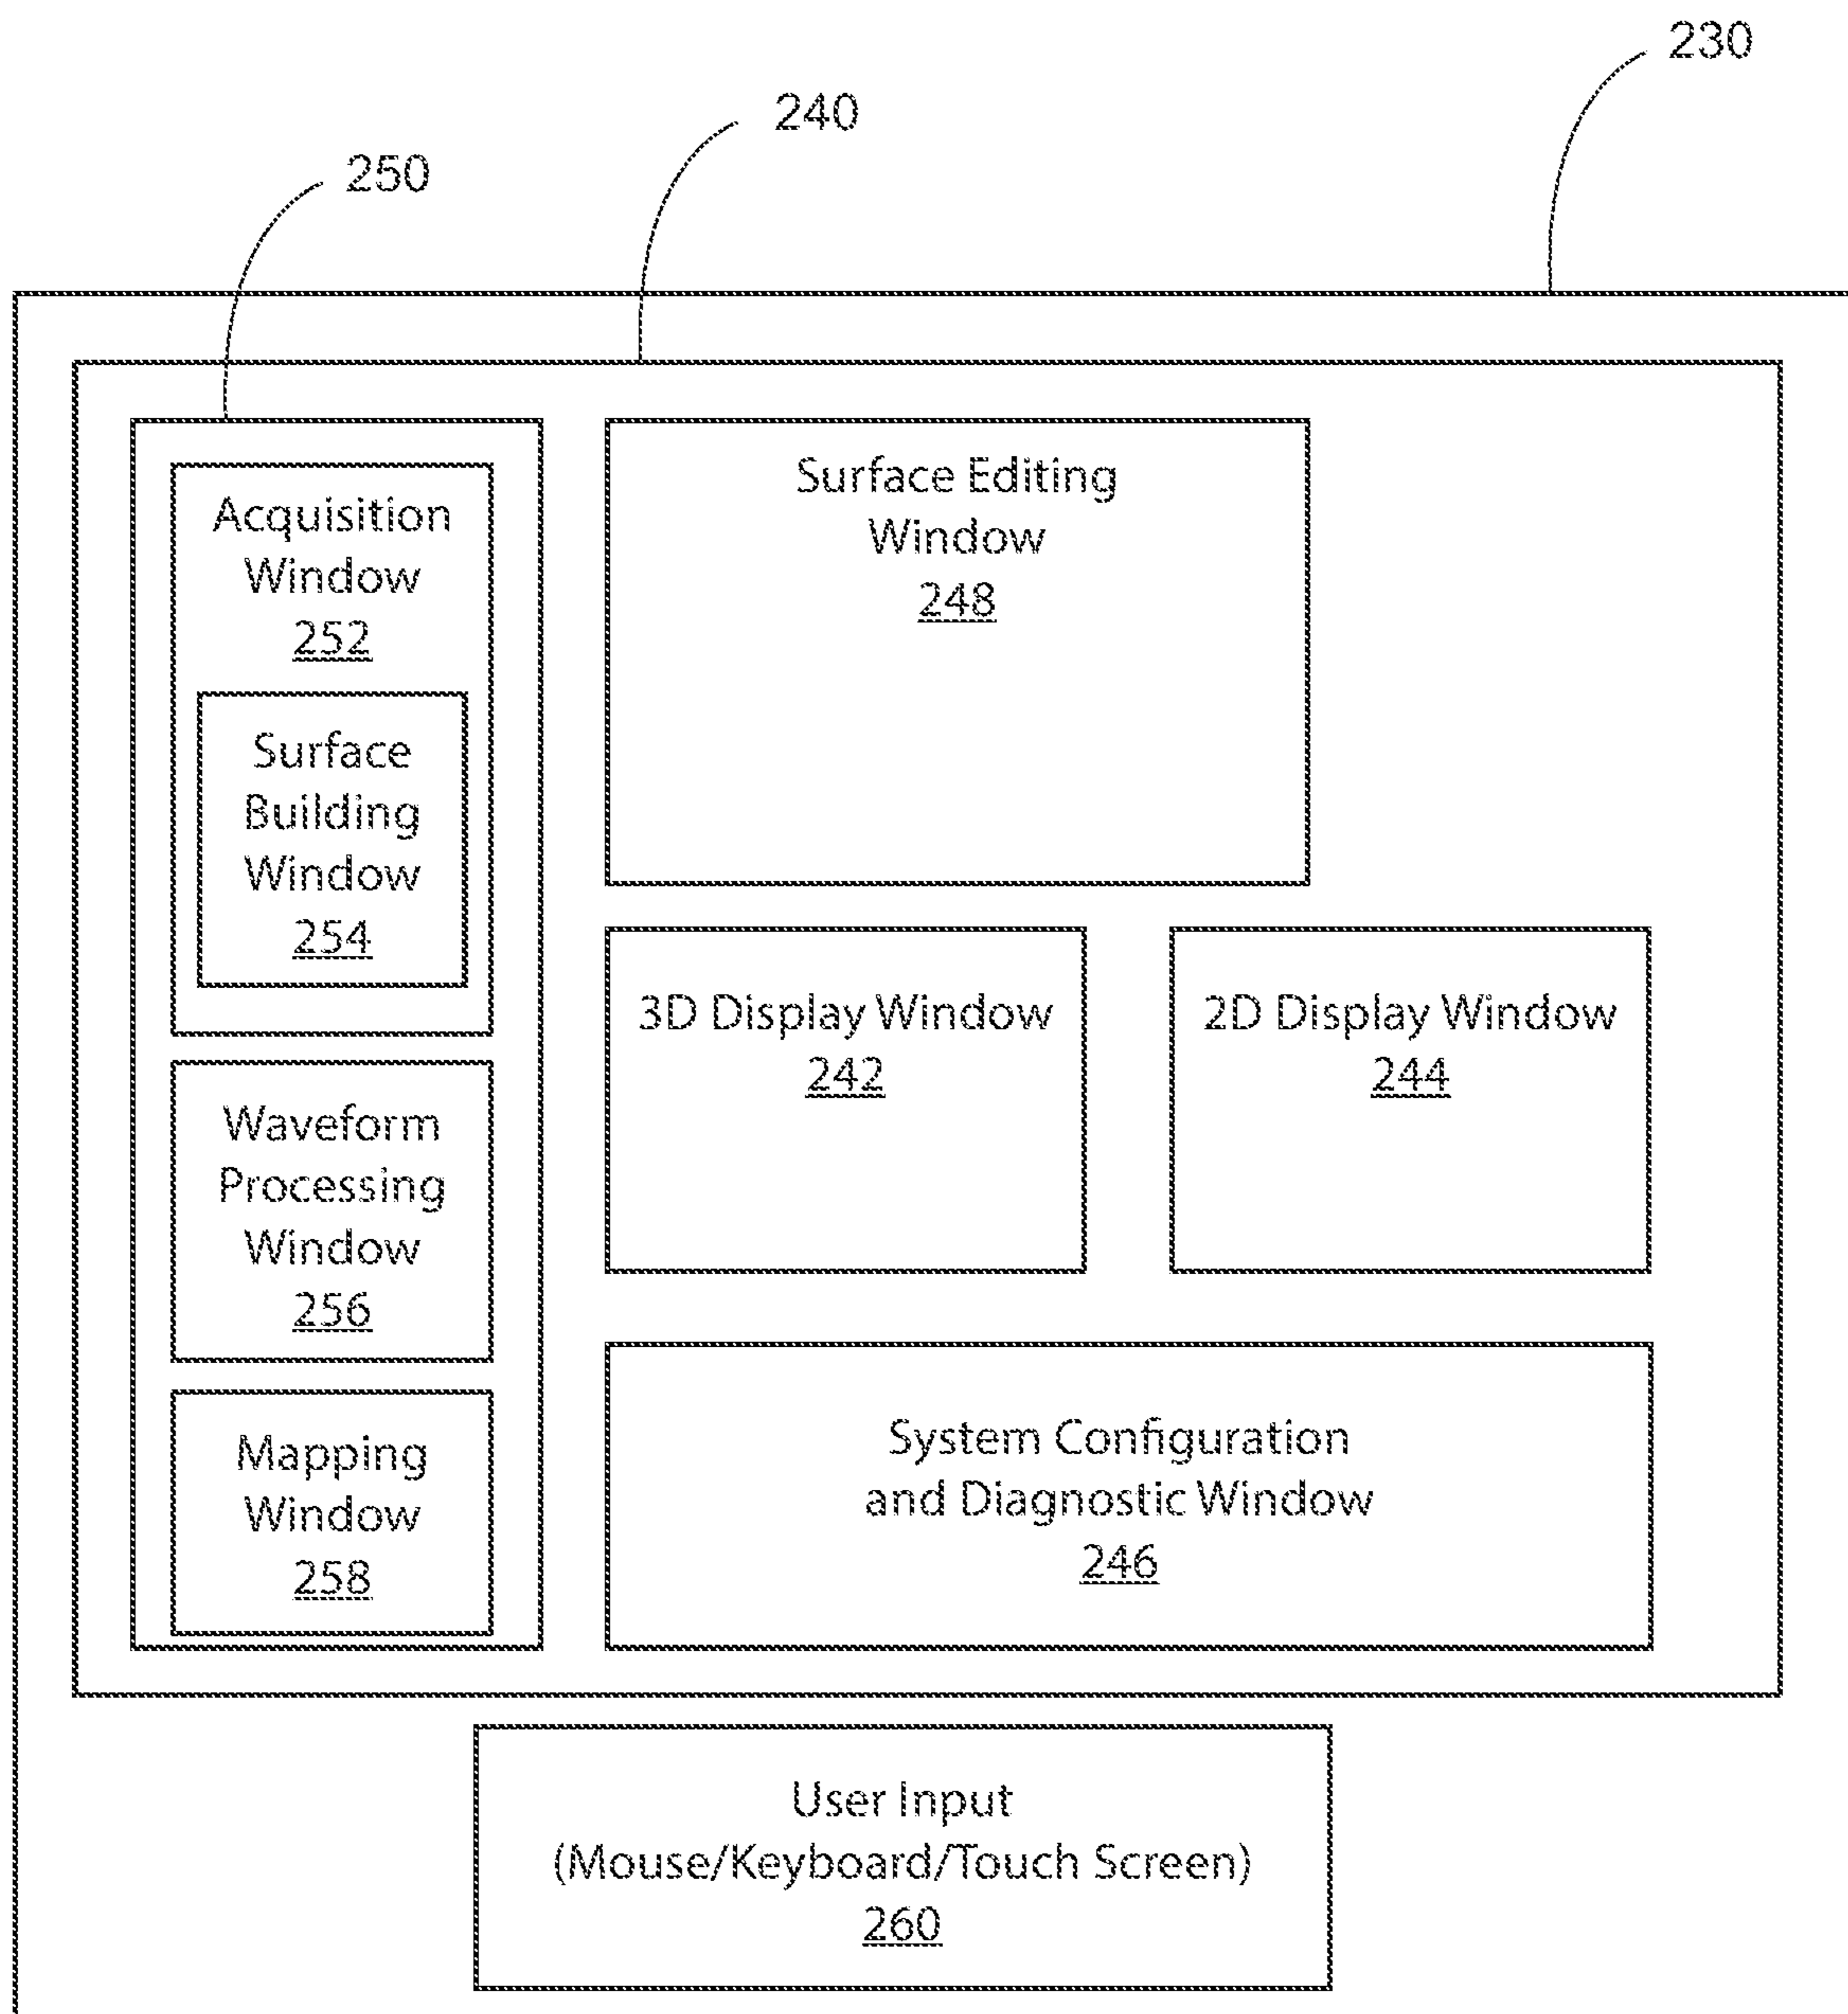 230
240
250
Acquisition
Window
252
Surface
Building
Window
254
Waveform
Processing
Window
256
Mapping
Window
258
Surface Editing
Window
248
3D Display Window
242
2D Display Window
244
System Configuration
and Diagnostic Window
246
User Input
(Mouse/Keyboard/Touch Screen)
260